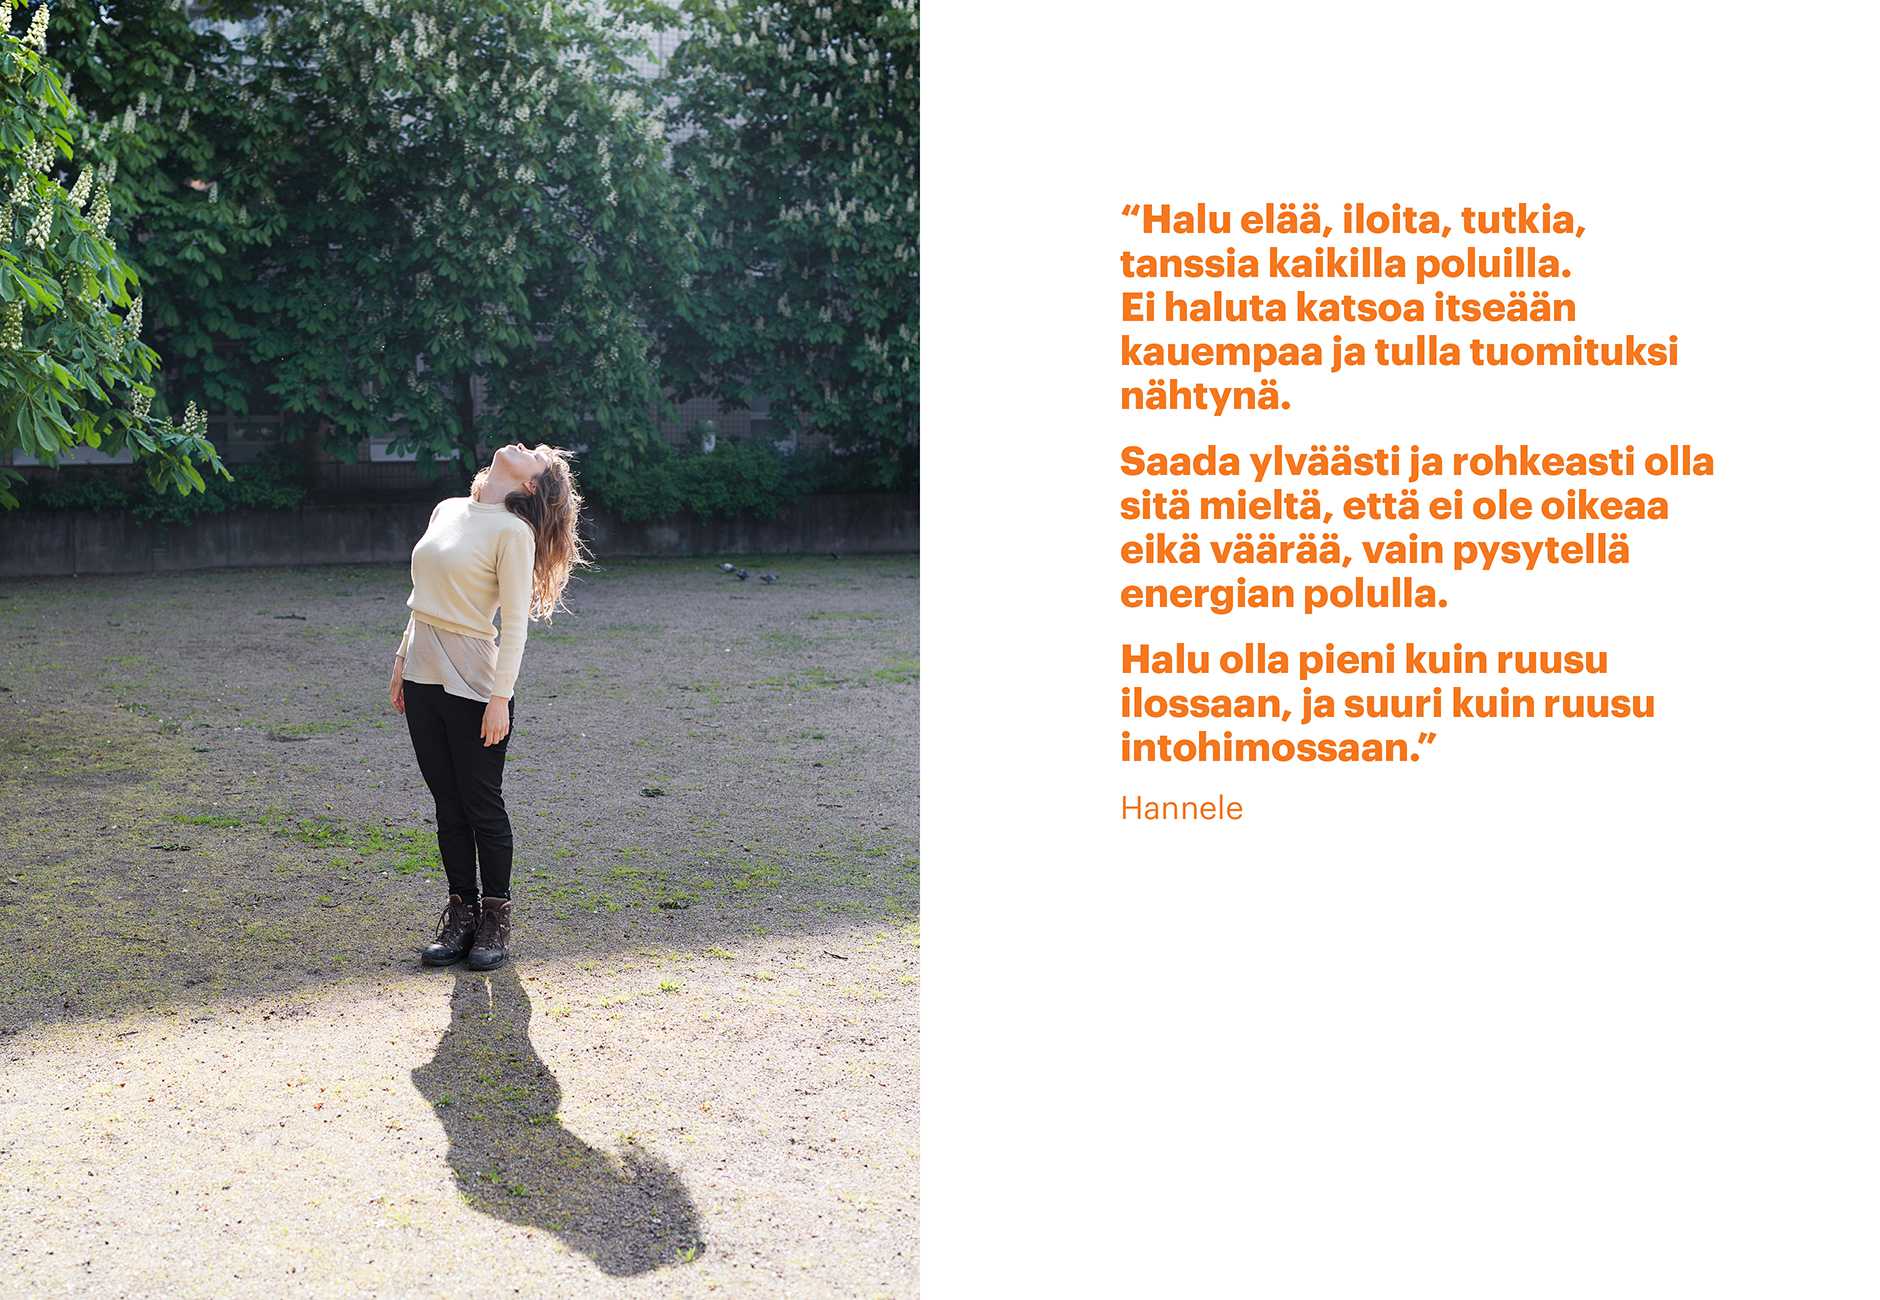 “Halu elää, iloita, tutkia,
tanssia kaikilla poluilla.
Ei haluta katsoa itseään
kauempaa ja tulla tuomituksi
nähtynä.
Saada ylväästi ja rohkeasti olla
sitä mieltä, että ei ole oikeaa
eikä väärää, vain pysytellä
energian polulla.
Halu olla pieni kuin ruusu
ilossaan, ja suuri kuin ruusu
intohimossaan.”
Hannele